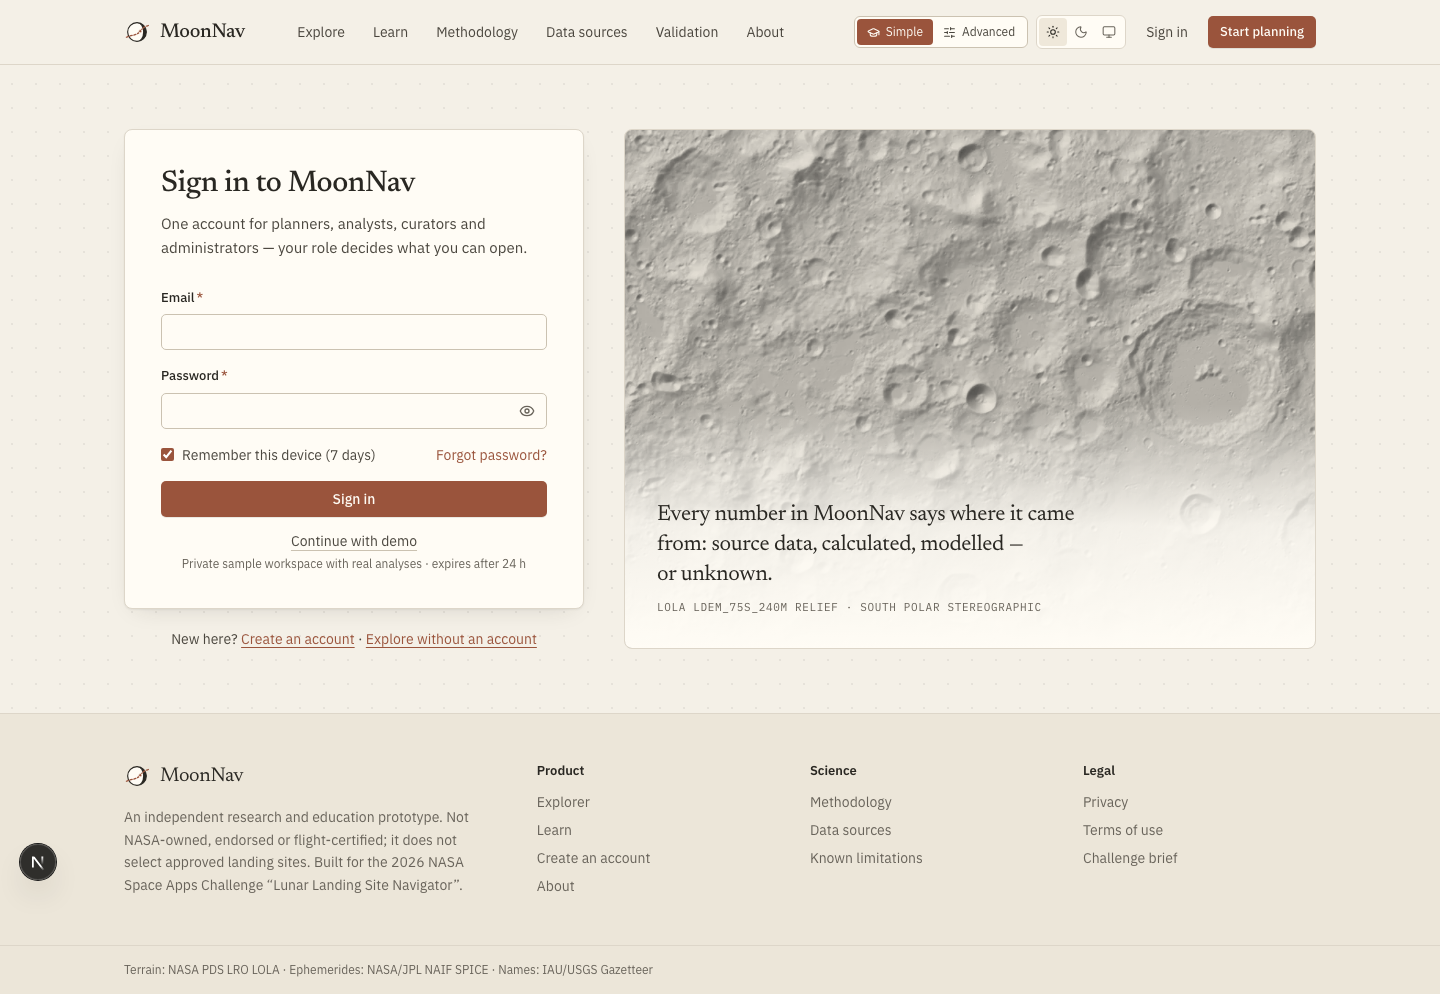 MoonNav
Explore
Learn
Methodology
Data sources
Validation
About
Simple
Advanced
Sign in
Start planning
Sign in to MoonNav
One account for planners, analysts, curators and
administrators — your role decides what you can open.
Email *
Password *
Remember this device (7 days)
Forgot password?
Sign in
Continue with demo
Private sample workspace with real analyses · expires after 24 h
New here? Create an account · Explore without an account
Every number in MoonNav says where it came
from: source data, calculated, modelled —
or unknown.
LOLA LDEM_75S_240M RELIEF · SOUTH POLAR STEREOGRAPHIC
MoonNav
An independent research and education prototype. Not
NASA-owned, endorsed or flight-certified; it does not
select approved landing sites. Built for the 2026 NASA
Space Apps Challenge “Lunar Landing Site Navigator”.
Product
Explorer
Learn
Create an account
About
Science
Methodology
Data sources
Known limitations
Legal
Privacy
Terms of use
Challenge brief
N
Terrain: NASA PDS LRO LOLA · Ephemerides: NASA/JPL NAIF SPICE · Names: IAU/USGS Gazetteer